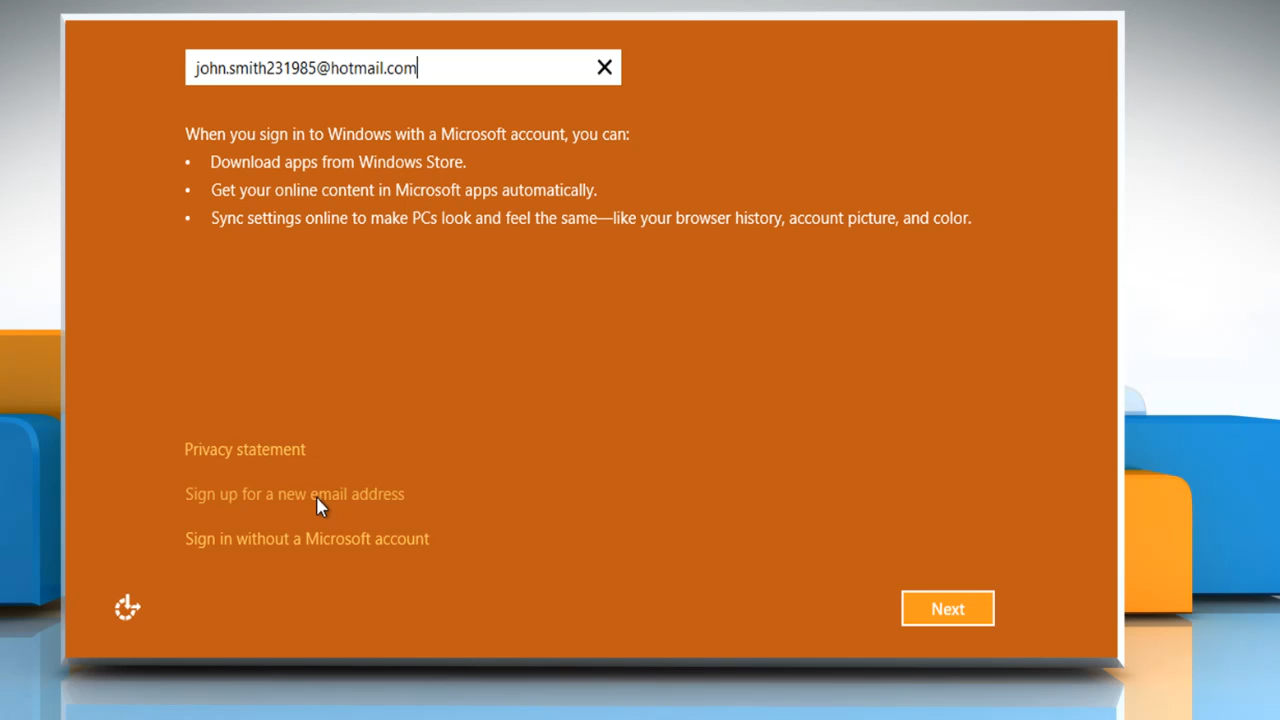 john.smith231985@hotmail.com
When you sign in to Windows with a Microsoft account, you can:
• Download apps from Windows Store.
• Get your online content in Microsoft apps automatically.
• Sync settings online to make PCs look and feel the same—like your browser history, account picture, and color.
Privacy statement
Sign up for a new email address
Sign in without a Microsoft account
Next